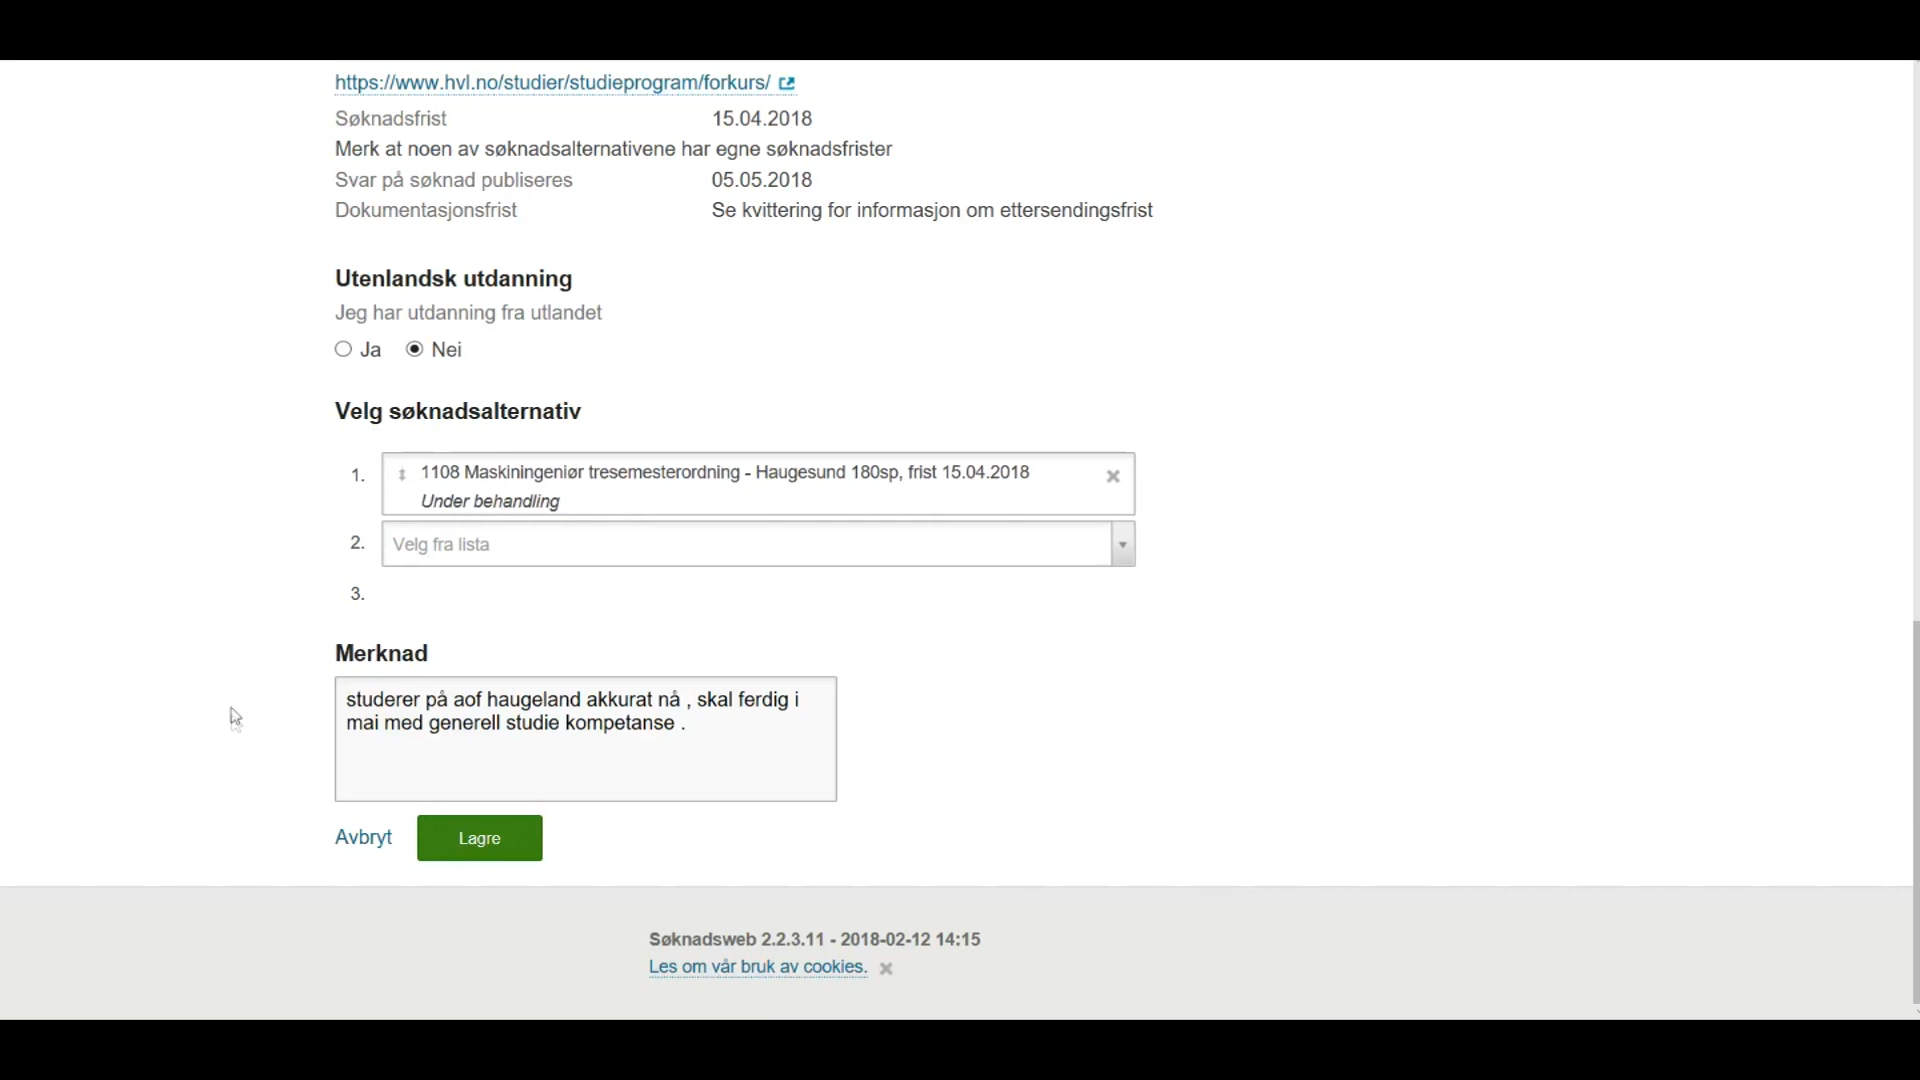 https://www.hvl.no/studier/studieprogram/forkurs/
Søknadsfrist 15.04.2018
Merk at noen av søknadsalternativene har egne søknadsfrister
Svar på søknad publiseres 05.05.2018
Dokumentasjonsfrist Se kvittering for informasjon om ettersendingsfrist
Utenlandsk utdanning
Jeg har utdanning fra utlandet
Ja Nei
Velg søknadsalternativ
1. 1108 Maskiningeniør tresemesterordning - Haugesund 180sp, frist 15.04.2018
Under behandling
2. Velg fra lista
3.
Merknad
studerer på aof haugeland akkurat nå , skal ferdig i
mai med generell studie kompetanse .
Avbryt Lagre
Søknadsweb 2.2.3.11 - 2018-02-12 14:15
Les om vår bruk av cookies.